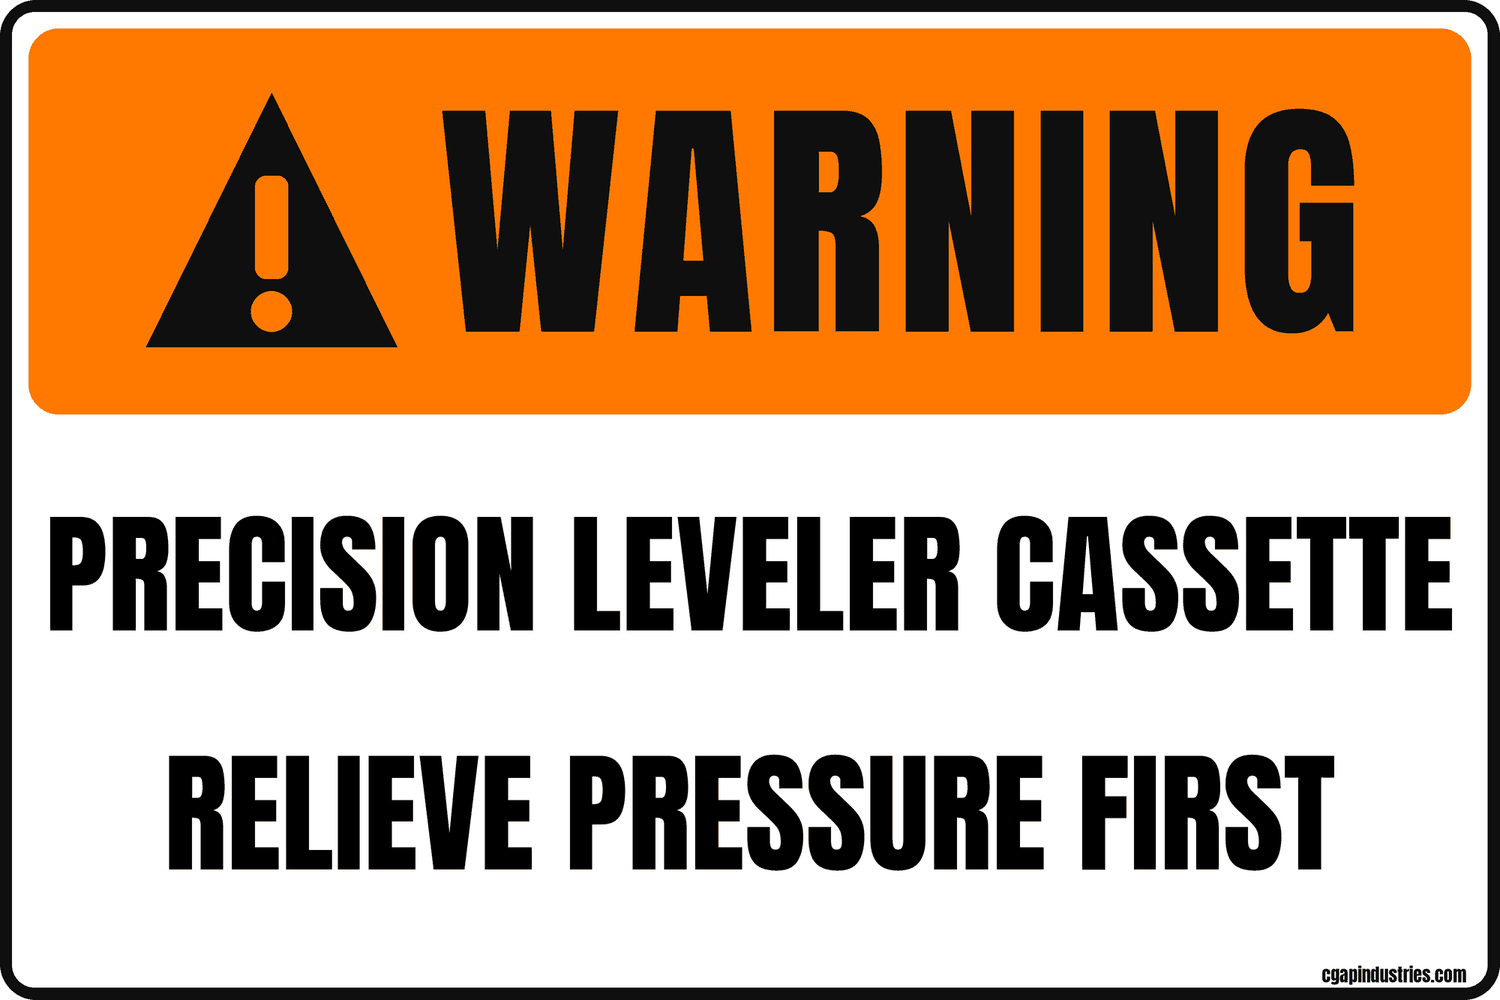 WARNING
PRECISION LEVELER CASSETTE
RELIEVE PRESSURE FIRST
cgapindustries.com